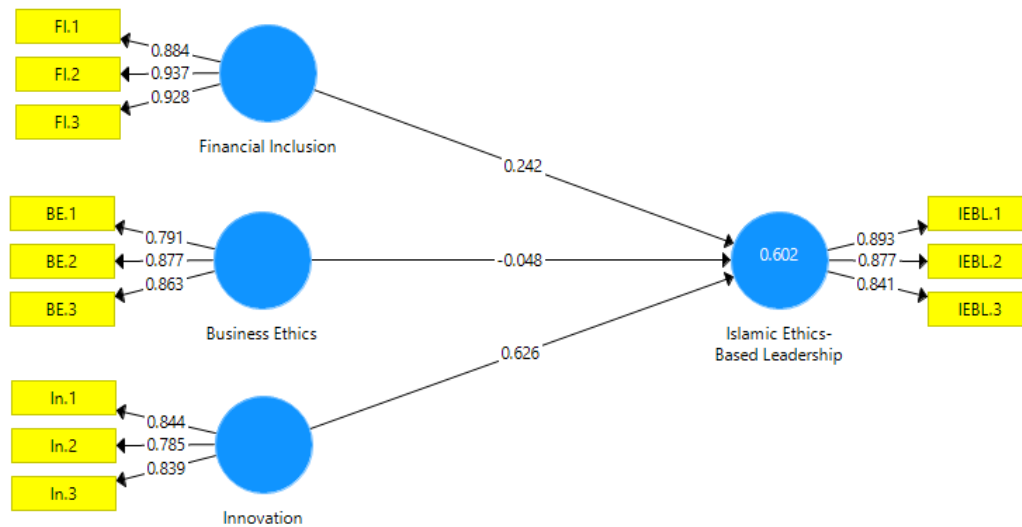 FI.1
0.884
FI.2
0.937
0.928
FI.3
Financial Inclusion
0.242
BE.1
0.791
BE.2
0.877
0.863
BE.3
Business Ethics
-0.048
0.602
IEBL.1
0.893
IEBL.2
0.877
0.841
IEBL.3
Islamic Ethics-
Based Leadership
0.626
In.1
0.844
In.2
0.785
0.839
In.3
Innovation